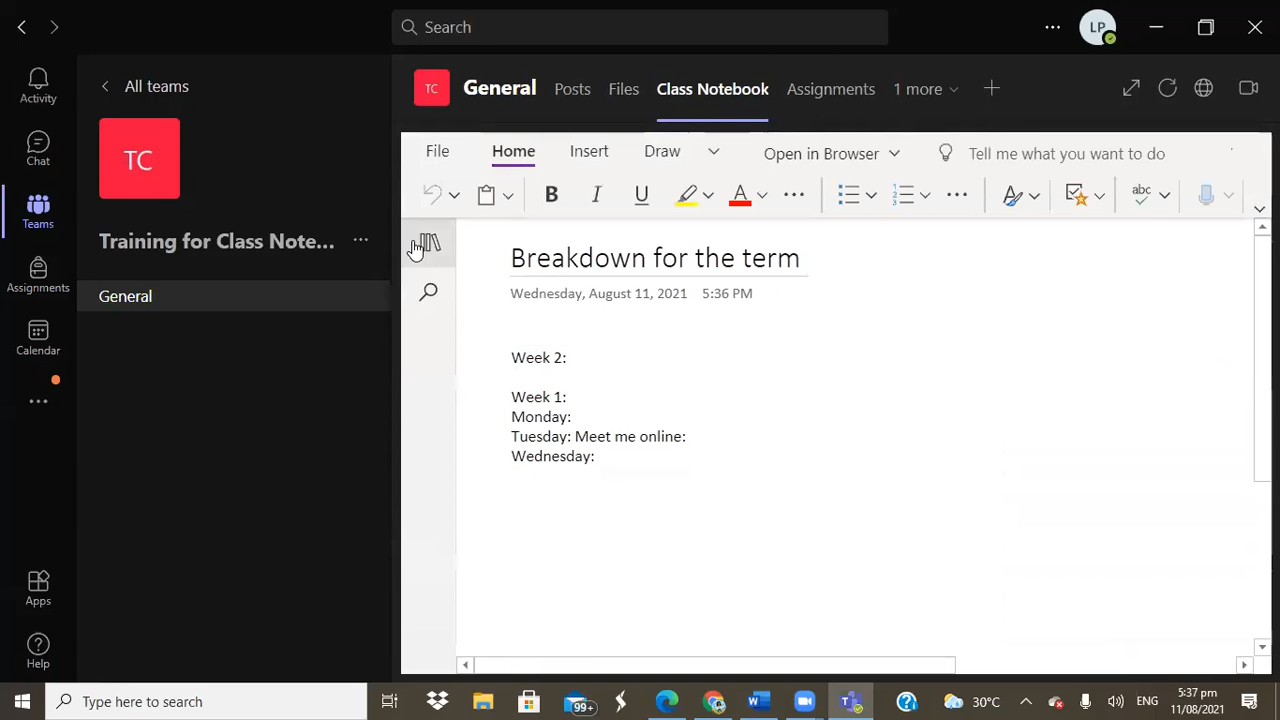 Search
LP
Activity
Chat
Teams
Assignments
Calendar
Apps
Help
All teams
TC
Training for Class Note...
General
TC
General
Posts
Files
Class Notebook
Assignments
1 more
File
Home
Insert
Draw
Open in Browser
Tell me what you want to do
B
I
U
A
abc
Breakdown for the term
Wednesday, August 11, 2021 5:36 PM
Week 2:
Week 1:
Monday:
Tuesday: Meet me online:
Wednesday:
Type here to search
99+
30°C
ENG
5:37 pm
11/08/2021